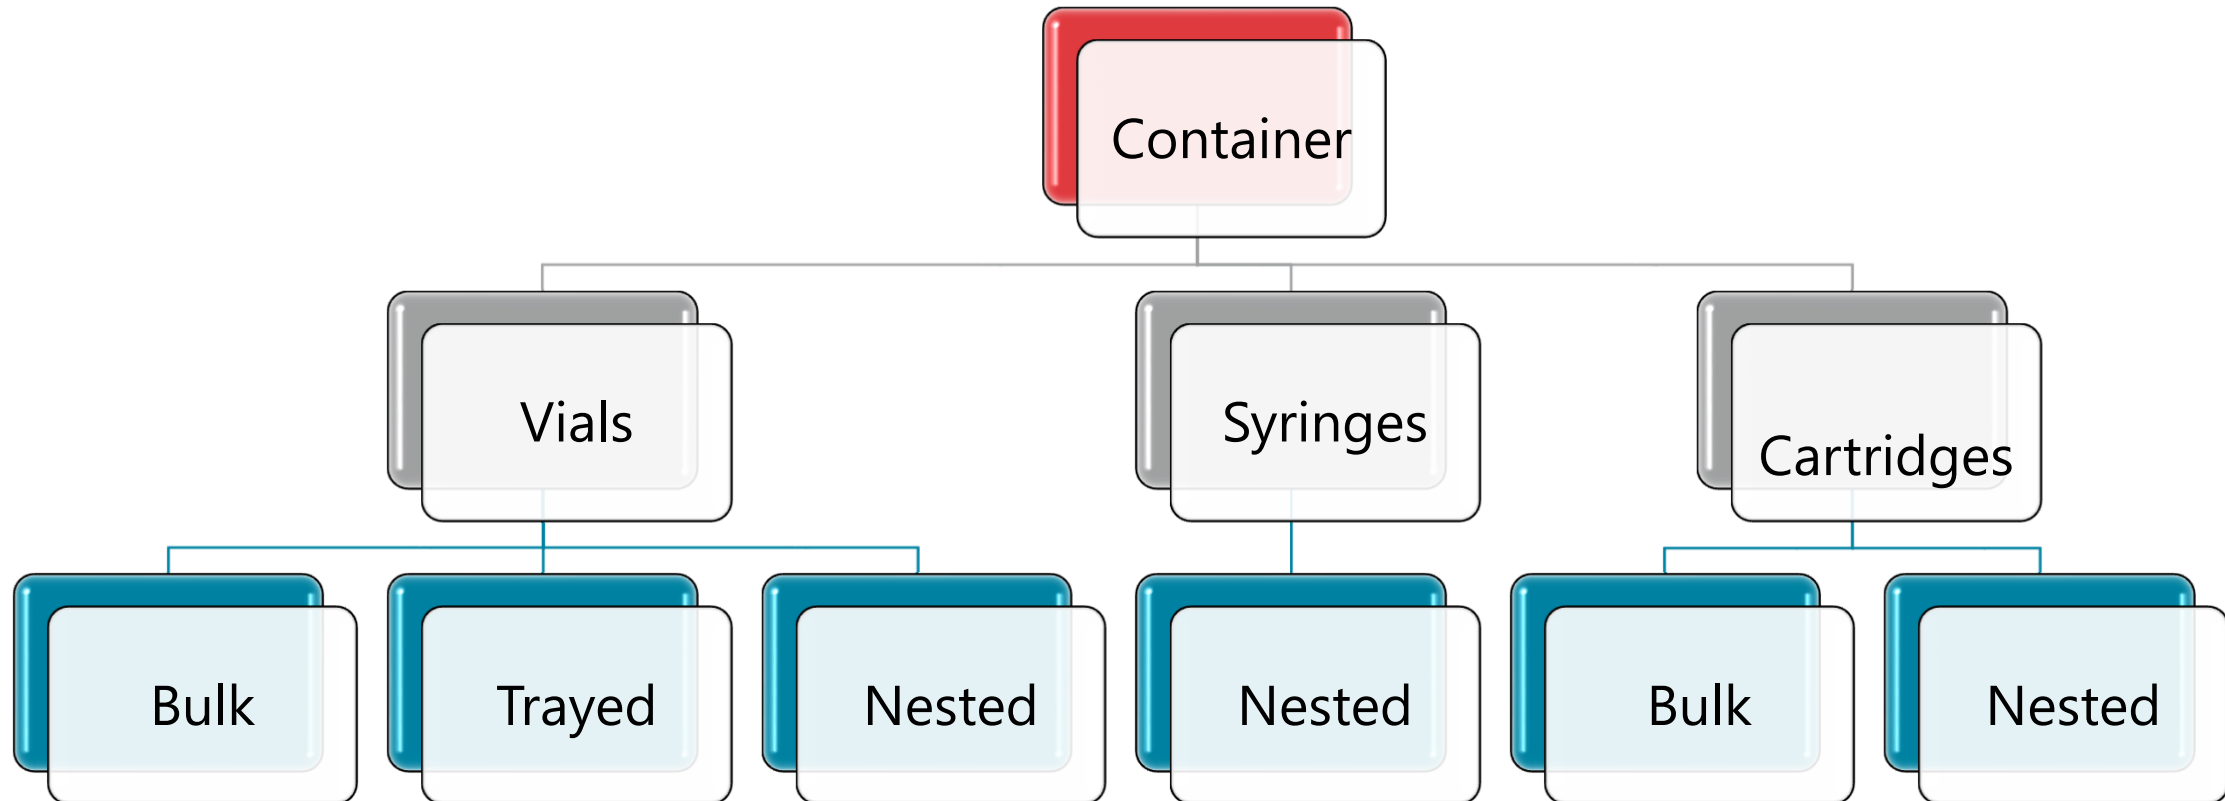 Container
Vials
Syringes
Cartridges
Bulk
Trayed
Nested
Nested
Bulk
Nested